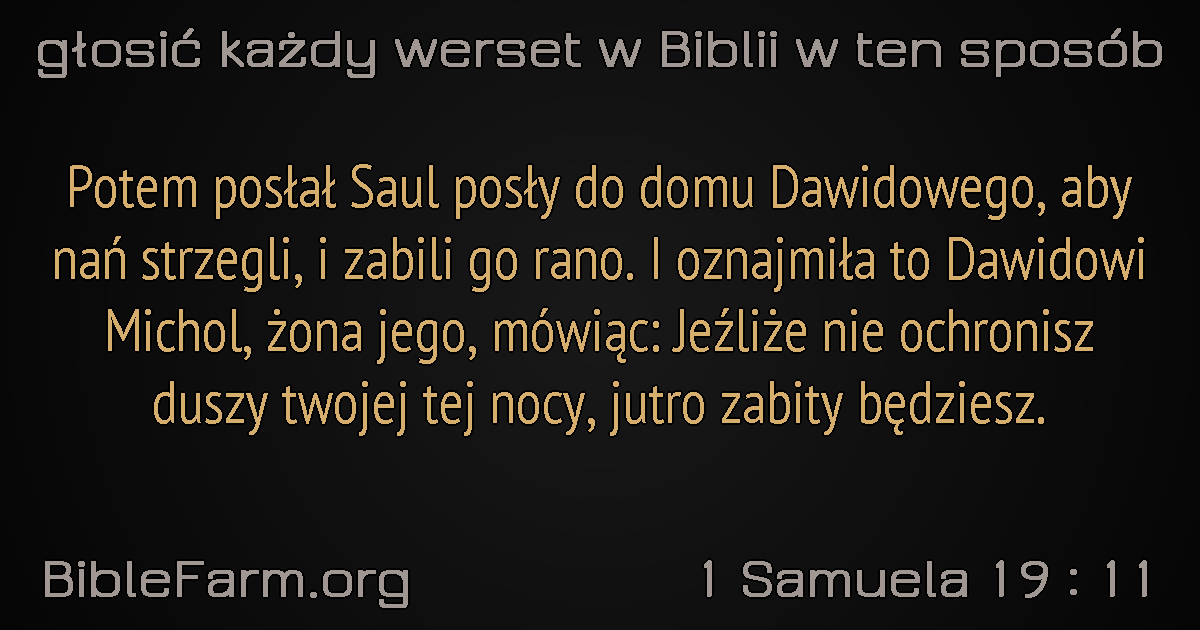 głosić każdy werset w Biblii w ten sposób
Potem posłał Saul posły do domu Dawidowego, aby
nań strzegli, i zabili go rano. I oznajmiła to Dawidowi
Michol, żona jego, mówiąc: Jeźliże nie ochronisz
duszy twojej tej nocy, jutro zabity będziesz.
BibleFarm.org
1 Samuela 19 : 11